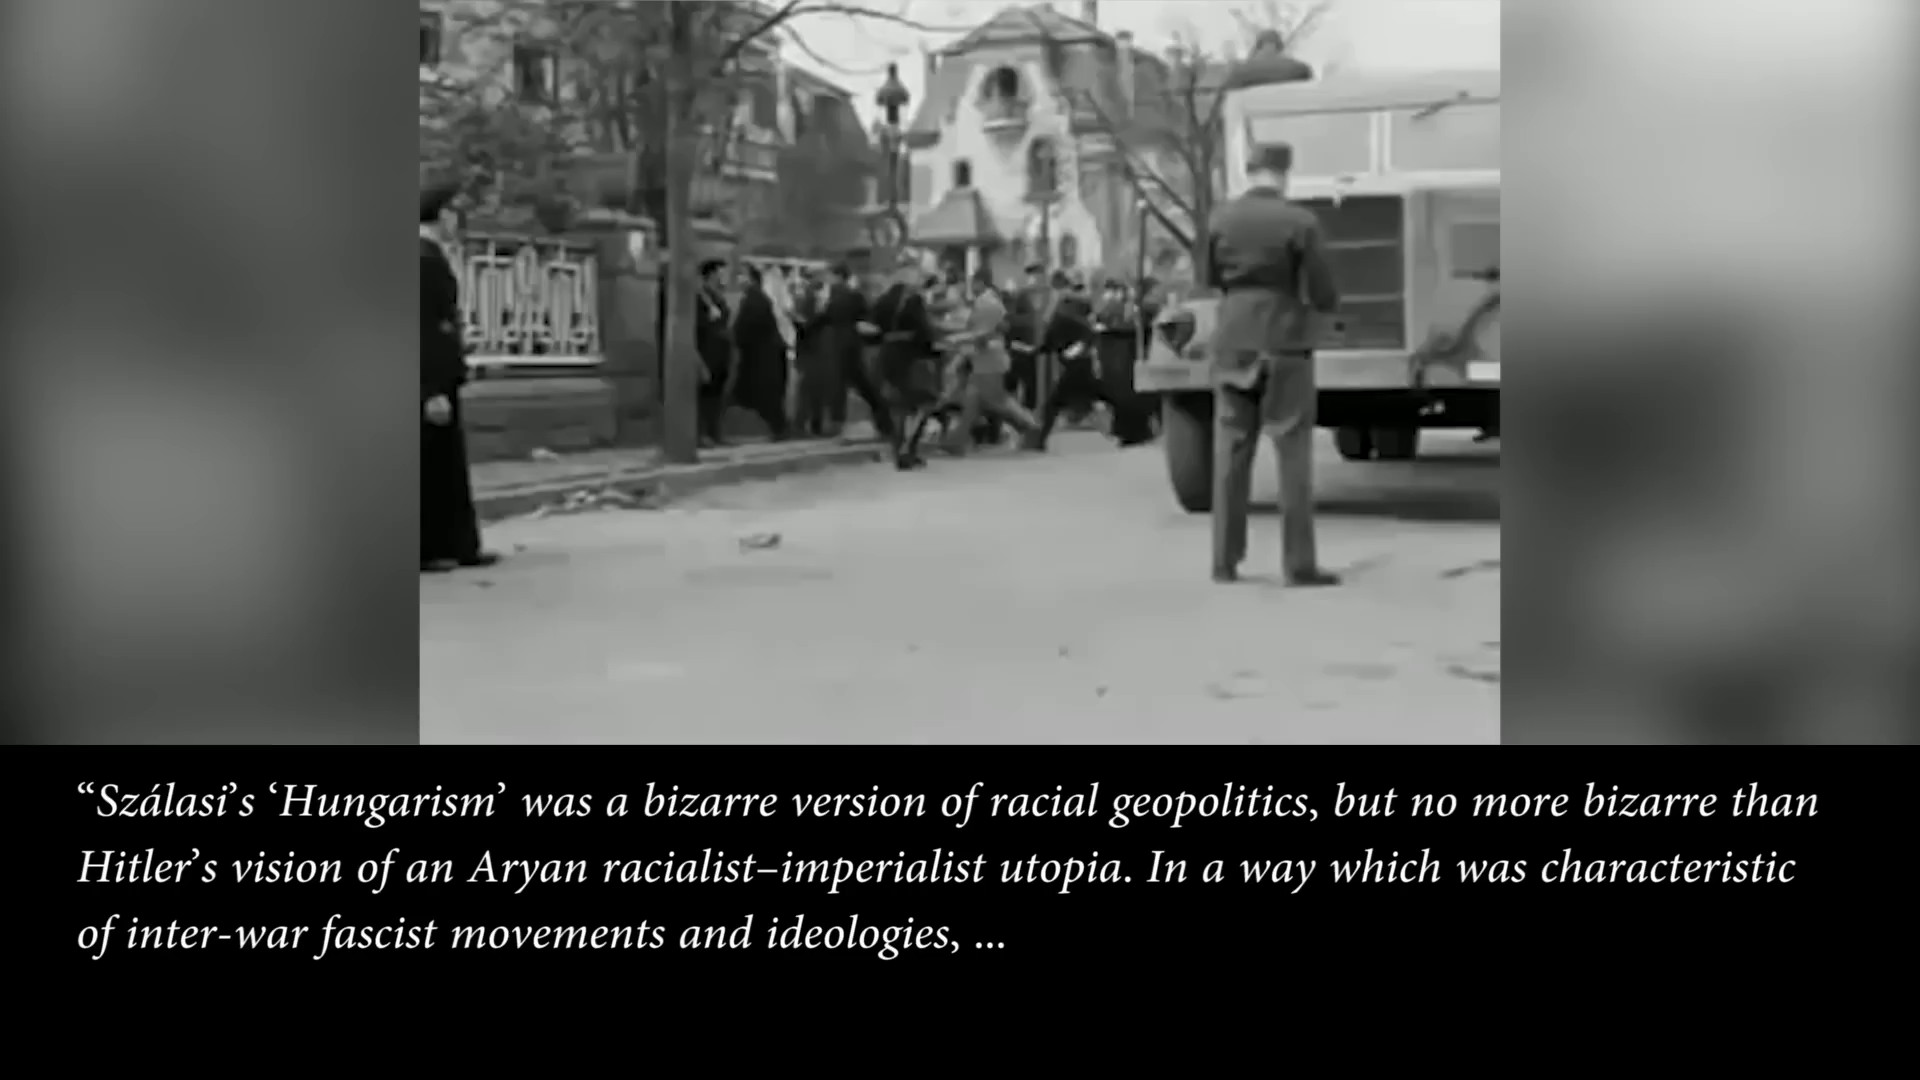 “Szálasi’s ‘Hungarism’ was a bizarre version of racial geopolitics, but no more bizarre than
Hitler’s vision of an Aryan racialist–imperialist utopia. In a way which was characteristic
of inter-war fascist movements and ideologies, ...